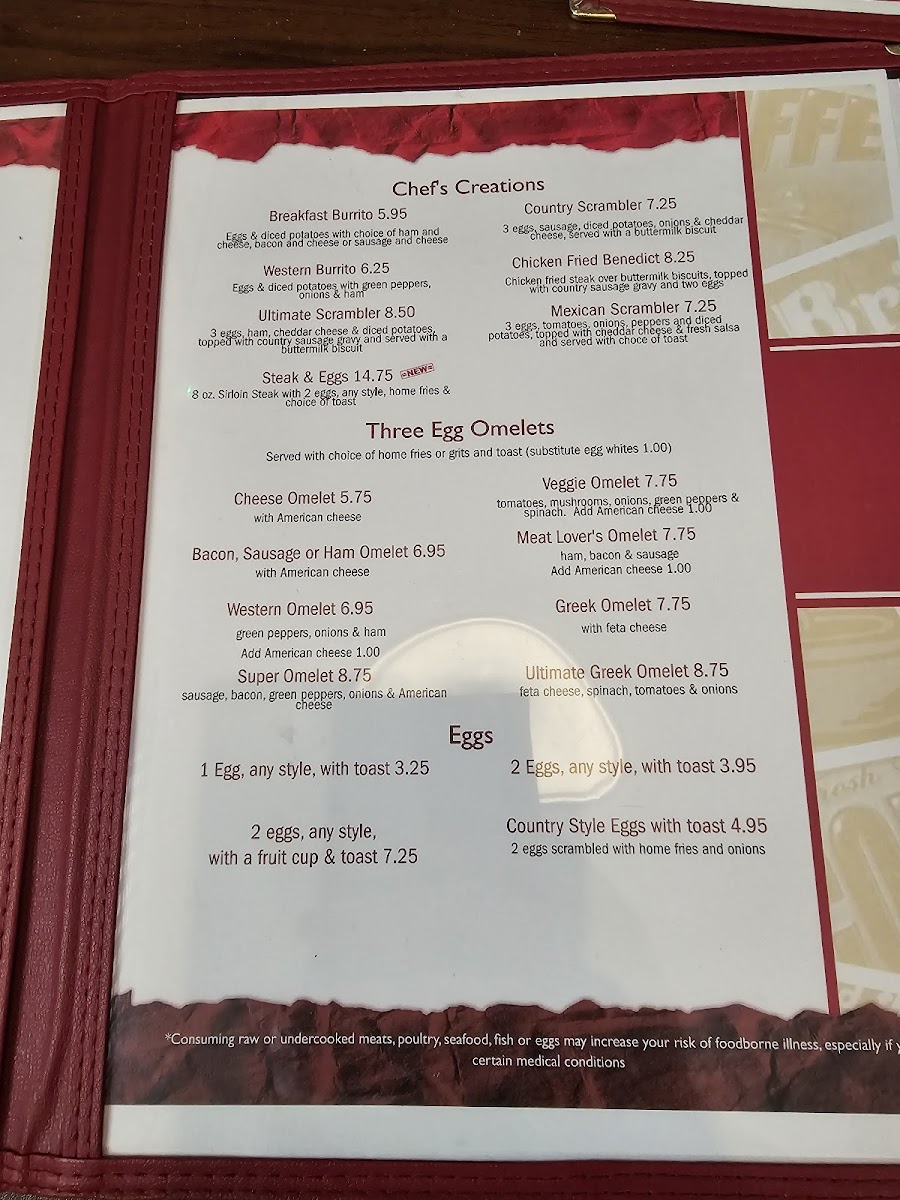 Chef's Creations
Breakfast Burrito 5.95
Eggs & diced potatoes with choice of ham and
cheese, bacon and cheese or sausage and cheese
Western Burrito 6.25
Eggs & diced potatoes with green peppers,
onions & ham
Ultimate Scrambler 8.50
3 eggs, ham, cheddar cheese & diced potatoes,
topped with country sausage gravy and served with a
buttermilk biscuit
Steak & Eggs 14.75 NEW
8 oz. Sirloin Steak with 2 eggs, any style, home fries &
choice of toast
Country Scrambler 7.25
3 eggs, sausage, diced potatoes, onions & cheddar
cheese, served with a buttermilk biscuit
Chicken Fried Benedict 8.25
Chicken fried steak over buttermilk biscuits, topped
with country sausage gravy and two eggs
Mexican Scrambler 7.25
3 eggs, tomatoes, onions, peppers and diced
potatoes, topped with cheddar cheese & fresh salsa
and served with choce of toast
Three Egg Omelets
Served with choice of home fries or grits and toast (substitute egg whites 1.00)
Cheese Omelet 5.75
with American cheese
Bacon, Sausage or Ham Omelet 6.95
with American cheese
Western Omelet 6.95
green peppers, onions & ham
Add American cheese 1.00
Super Omelet 8.75
sausage, bacon, green peppers, onions & American
cheese
Veggie Omelet 7.75
tomatoes, mushrooms, onions, green peppers &
spinach. Add American cheese 1.00
Meat Lover's Omelet 7.75
ham, bacon & sausage
Add American cheese 1.00
Greek Omelet 7.75
with feta cheese
Ultimate Greek Omelet 8.75
feta cheese, spinach, tomatoes & onions
Eggs
1 Egg, any style, with toast 3.25
2 eggs, any style,
with a fruit cup & toast 7.25
2 Eggs, any style, with toast 3.95
Country Style Eggs with toast 4.95
2 eggs scrambled with home fries and onions
*Consuming raw or undercooked meats, poultry, seafood, fish or eggs may increase your risk of foodborne illness, especially if
certain medical conditions